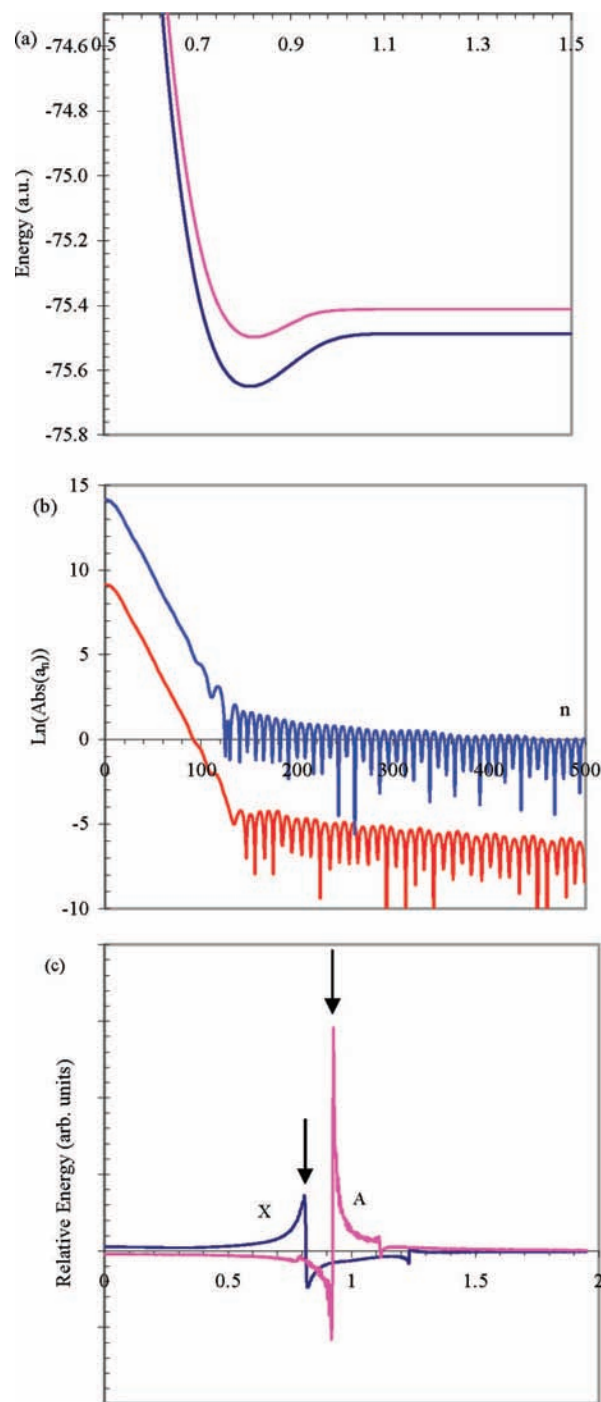 (a)
-74.6
0.5 0.7 0.9 1.1 1.3 1.5
-74.8
-75.0
Energy (a.u.)
-75.2
-75.4
-75.6
-75.8
(b)
15
10
5
Ln(Abs(aₙ))
n
0
0 100 200 300 400 500
-5
-10
(c)
Relative Energy (arb. units)
X A
0 0.5 1 1.5 2